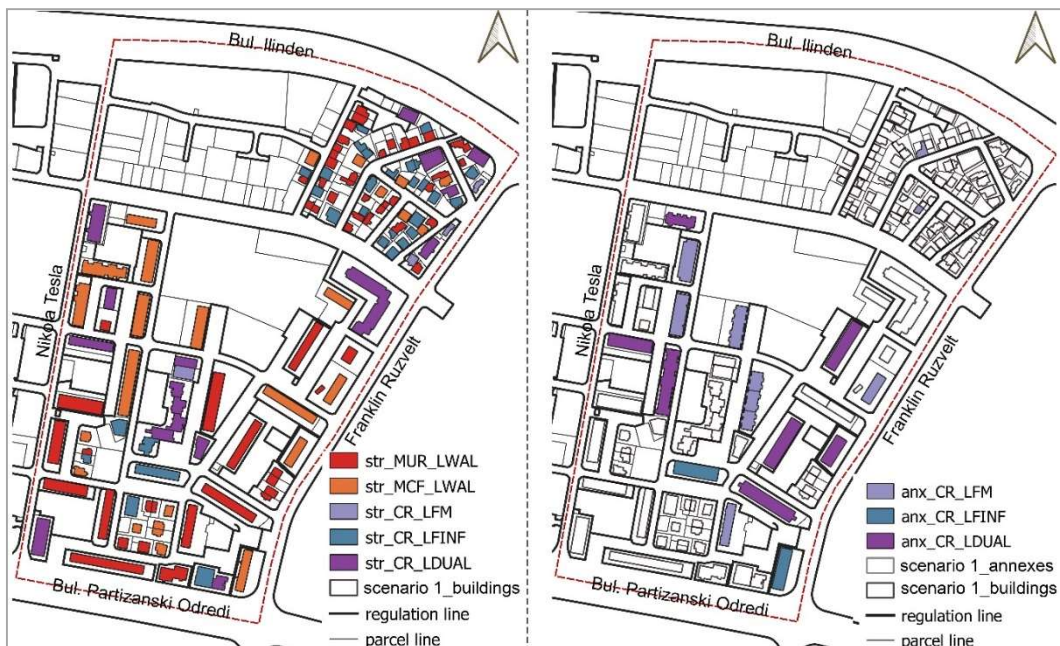 Bul. Ilinden
Nikola Tesla
Franklin Ruzvelt
Bul. Partizanski Odredi
str_MUR_LWAL
str_MCF_LWAL
str_CR_LFM
str_CR_LFINF
str_CR_LDUAL
scenario 1_buildings
regulation line
parcel line
Bul. Ilinden
Nikola Tesla
Franklin Ruzvelt
Bul. Partizanski Odredi
anx_CR_LFM
anx_CR_LFINF
anx_CR_LDUAL
scenario 1_annexes
scenario 1_buildings
regulation line
parcel line